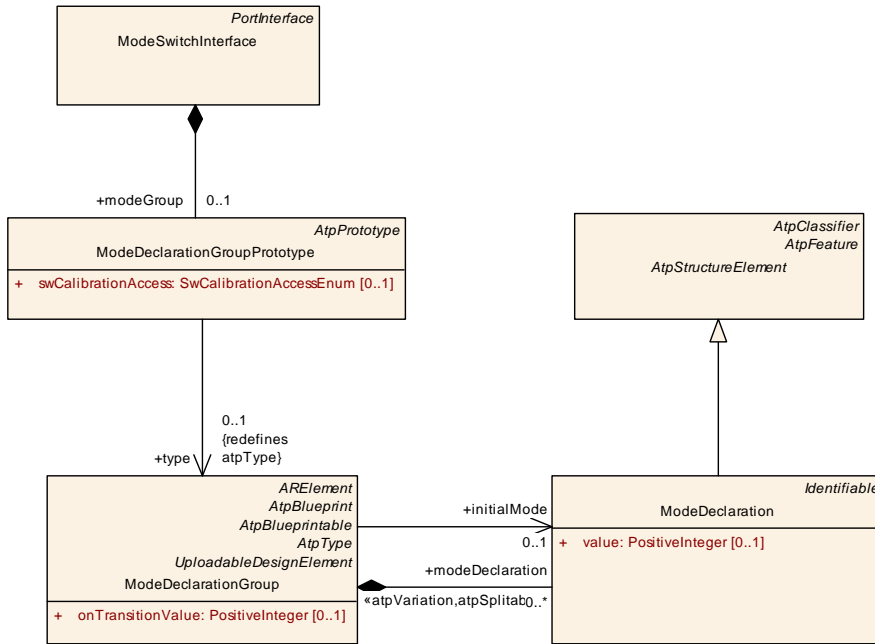 PortInterface
ModeSwitchInterface
+modeGroup 0..1
AtpPrototype
ModeDeclarationGroupPrototype
+ swCalibrationAccess: SwCalibrationAccessEnum [0..1]
AtpClassifier
AtpFeature
AtpStructureElement
0..1
{redefines
+type atpType}
ARElement
AtpBlueprint
AtpBlueprintable
AtpType
UploadableDesignElement
ModeDeclarationGroup
+ onTransitionValue: PositiveInteger [0..1]
+initialMode
0..1
+modeDeclaration
«atpVariation,atpSplitab0..*
Identifiable
ModeDeclaration
+ value: PositiveInteger [0..1]